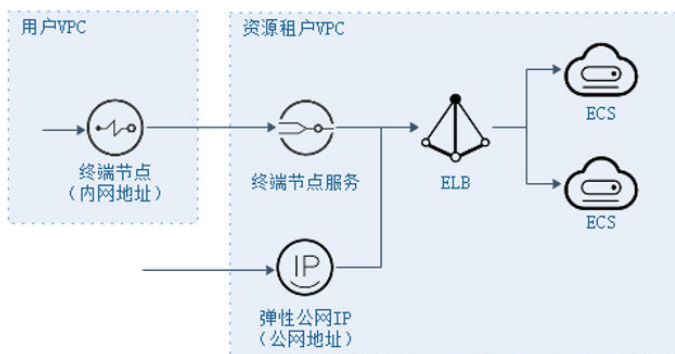 用户VPC
资源租户VPC
终端节点
（内网地址）
终端节点服务
ELB
ECS
ECS
IP
弹性公网IP
（公网地址）